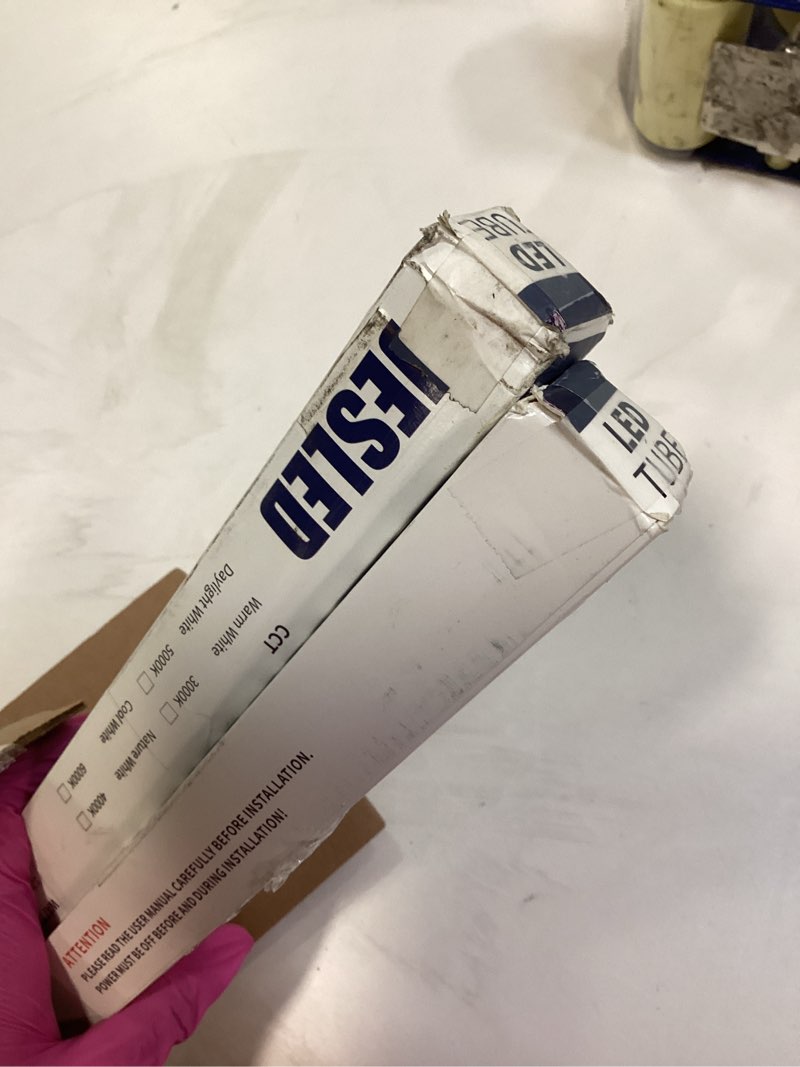 LED
TUBE
JESLED
CCT
Warm White 3000K
Daylight White 5000K
Nature White 4000K
Cool White 6000K
LED
TUBE
ATTENTION
PLEASE READ THE USER MANUAL CAREFULLY BEFORE INSTALLATION.
POWER MUST BE OFF BEFORE AND DURING INSTALLATION!